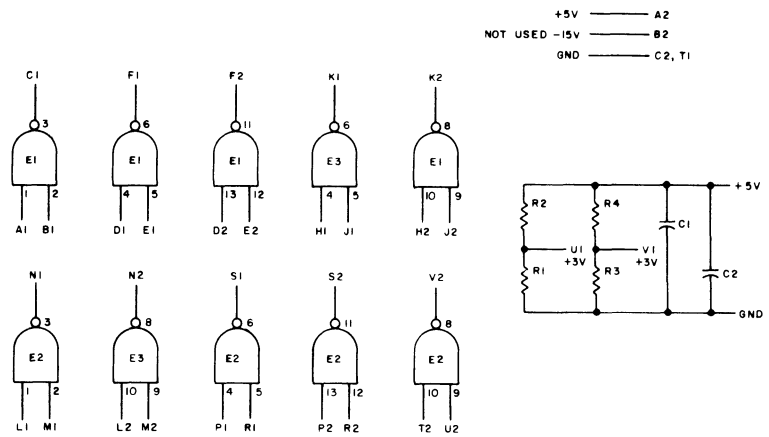 +5V A2
NOT USED -15V B2
GND C2, T1
C1 F1 F2 K1 K2
3 6 11 6 8
E1 E1 E1 E3 E1
1 2 4 5 13 12 4 5 10 9
A1 B1 D1 E1 D2 E2 H1 J1 H2 J2
+5V
R2 R4 C1
U1 V1
+3V +3V
R1 R3 C2
GND
N1 N2 S1 S2 V2
3 8 6 11 8
E2 E3 E2 E2 E2
1 2 10 9 4 5 13 12 10 9
L1 M1 L2 M2 P1 R1 P2 R2 T2 U2